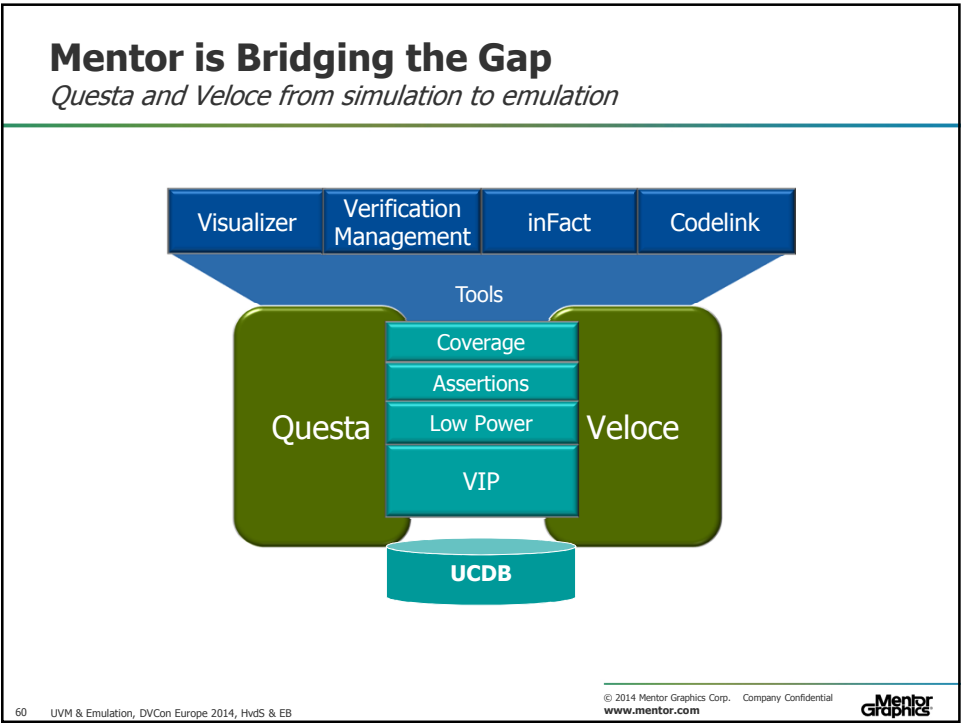 Mentor is Bridging the Gap
Questa and Veloce from simulation to emulation
Visualizer
Verification
Management
inFact
Codelink
Tools
Coverage
Assertions
Low Power
VIP
Questa
Veloce
UCDB
60 UVM & Emulation, DVCon Europe 2014, HvdS & EB
© 2014 Mentor Graphics Corp. Company Confidential
www.mentor.com
Mentor
Graphics